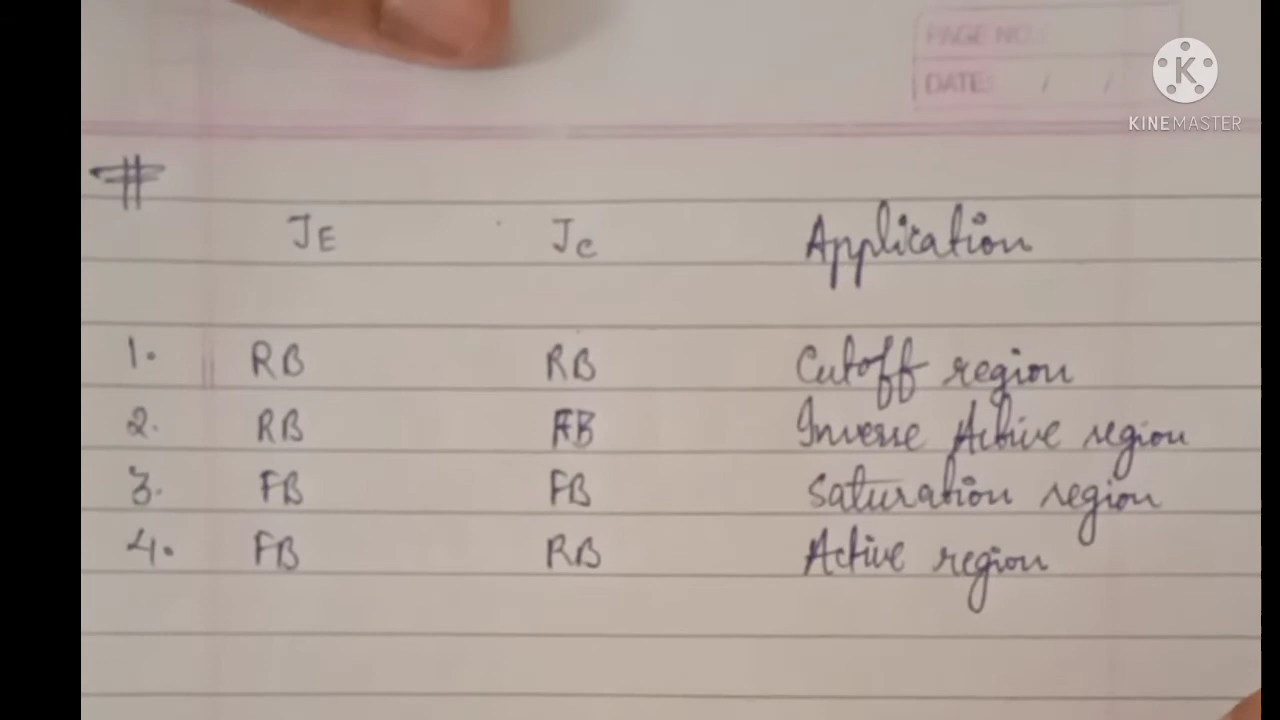 PAGE NO.:
DATE: / /
K
KINEMASTER
#
JE JC Application
1. RB RB Cutoff region
2. RB FB Inverse Active region
3. FB FB Saturation region
4. FB RB Active region